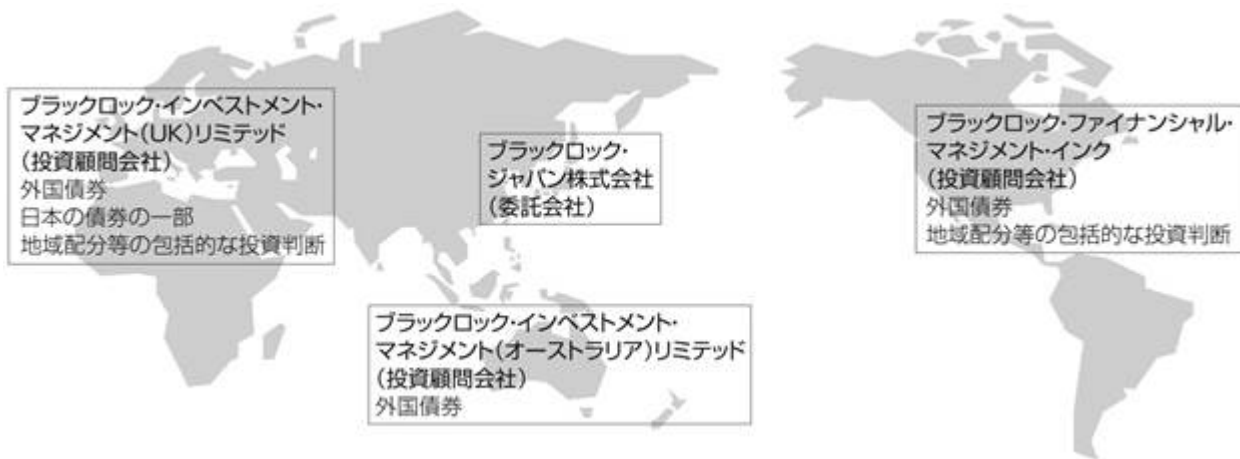 ブラックロック・インベストメント・
マネジメント(UK)リミテッド
(投資顧問会社)
外国債券
日本の債券の一部
地域配分等の包括的な投資判断
ブラックロック・
ジャパン株式会社
(委託会社)
ブラックロック・ファイナンシャル・
マネジメント・インク
(投資顧問会社)
外国債券
地域配分等の包括的な投資判断
ブラックロック・インベストメント・
マネジメント(オーストラリア)リミテッド
(投資顧問会社)
外国債券